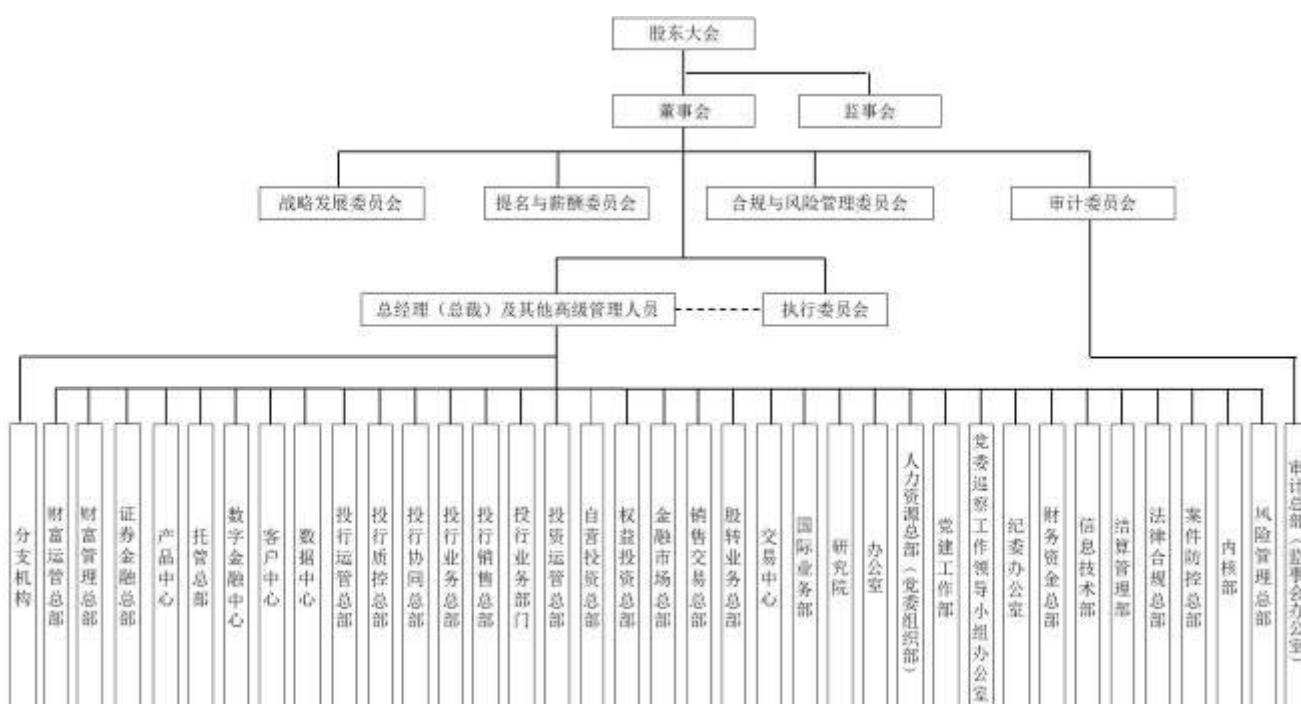 股东大会
董事会
监事会
战略发展委员会
提名与薪酬委员会
合规与风险管理委员会
审计委员会
总经理（总裁）及其他高级管理人员
执行委员会
分支机构
财富运管总部
财富管理总部
证券金融总部
产品中心
托管总部
数字金融中心
客户中心
数据中心
投行运管总部
投行质控总部
投行协同总部
投行业务总部
投行销售总部
投行业务部门
投资运管总部
自营投资总部
权益投资总部
金融市场总部
销售交易总部
股转业务总部
交易中心
国际业务部
研究院
办公室
人力资源总部（党委组织部）
党建工作部
党委巡察工作领导小组办公室
纪委办公室
财务资金总部
信息技术部
结算管理部
法律合规总部
案件防控总部
内核部
风险管理总部
审计总部（监事会办公室）